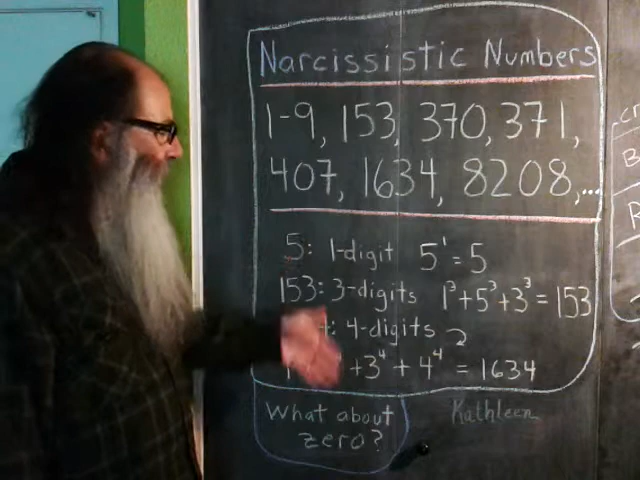 Narcissistic Numbers
1-9, 153, 370, 371,
407, 1634, 8208,...
5: 1-digit 5¹ = 5
153: 3-digits 1³+5³+3³ = 153
4: 4-digits
+3⁴ + 4⁴ = 1634
What about
zero?
Kathleen